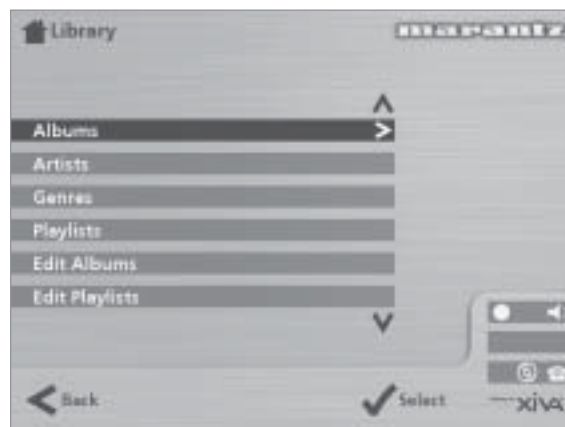 Library
marantz
Albums
Artists
Genres
Playlists
Edit Albums
Edit Playlists
Back
Select
xiva